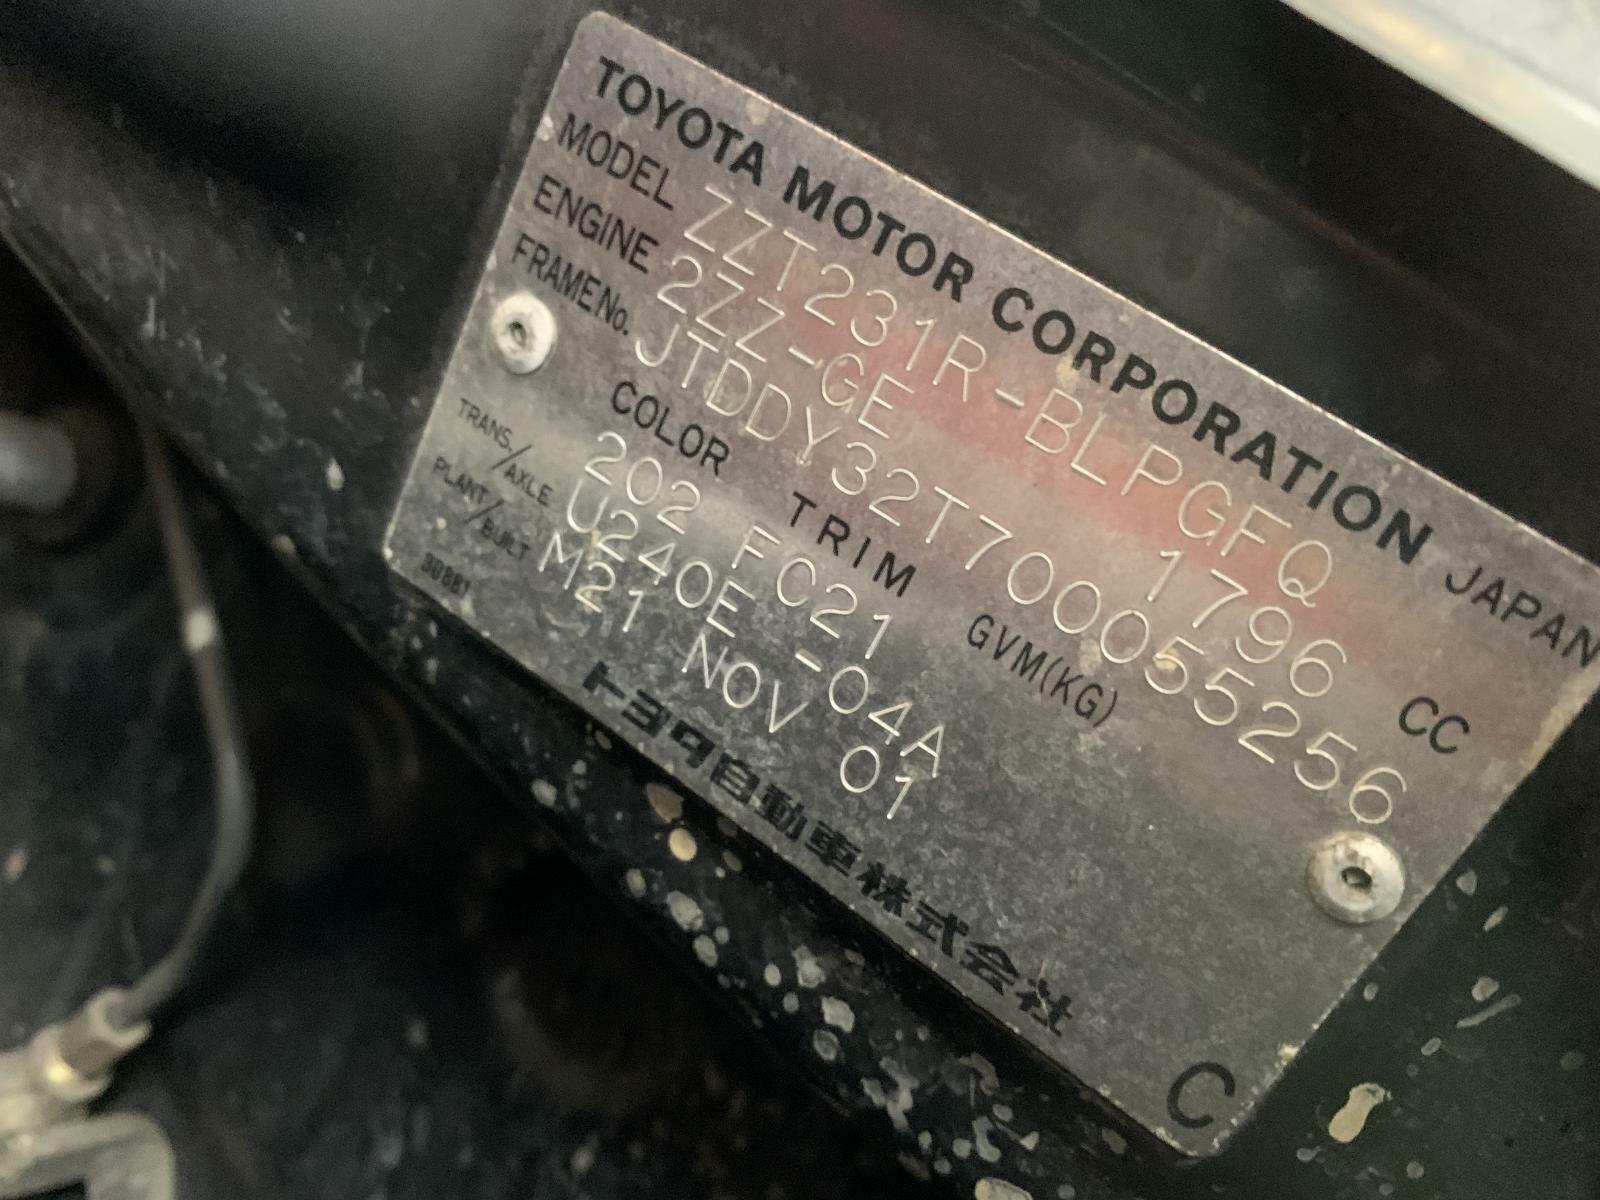 TOYOTA MOTOR CORPORATION JAPAN
MODEL ZZT231R-BLPGFQ
ENGINE 2ZZ-GE 1796 CC
FRAME No. JTDDY32T700055256
COLOR TRIM GVM(KG)
202 FC21
TRANS./AXLE U240E-04A
PLANT/BUILT M21 NOV 01
30881
トヨタ自動車株式会社
C